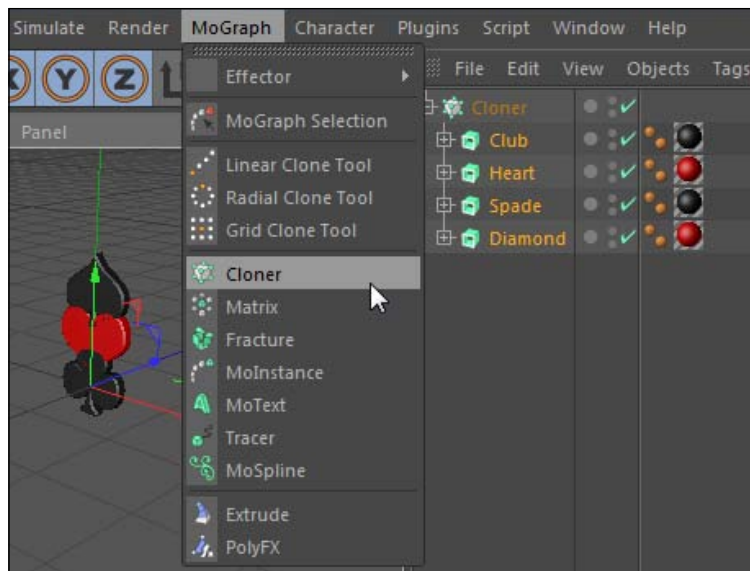 Simulate Render MoGraph Character Plugins Script Window Help
Y Z
File Edit View Objects Tags
Panel
Effector
MoGraph Selection
Linear Clone Tool
Radial Clone Tool
Grid Clone Tool
Cloner
Matrix
Fracture
MoInstance
MoText
Tracer
MoSpline
Extrude
PolyFX
Cloner
Club
Heart
Spade
Diamond